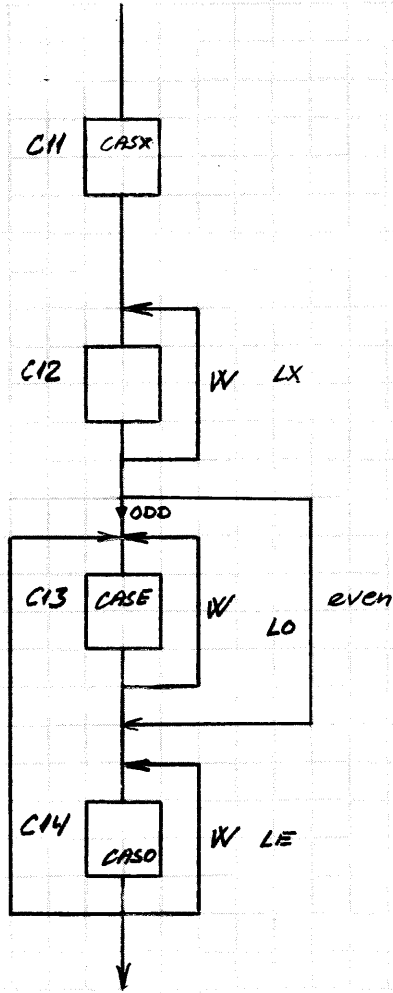 C11 CASX
C12 W LX
ODD
C13 CASE W
LO even
C14 W LE
CASO